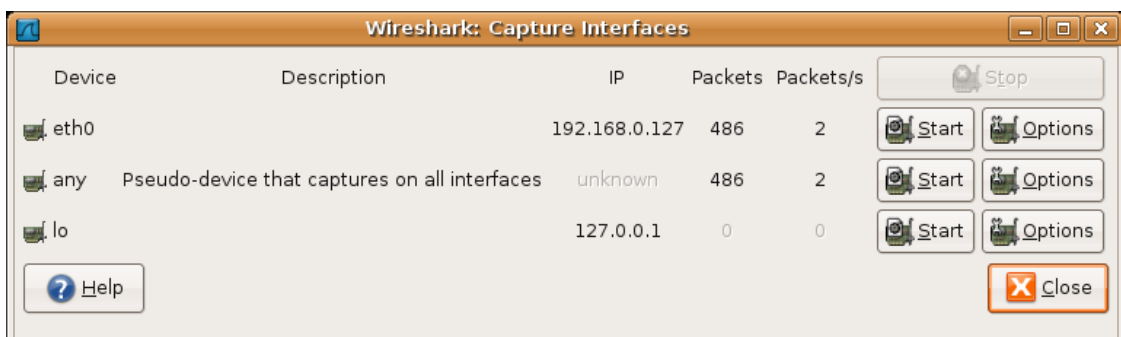 Wireshark: Capture Interfaces
Device Description IP Packets Packets/s Stop
eth0 192.168.0.127 486 2 Start Options
any Pseudo-device that captures on all interfaces unknown 486 2 Start Options
lo 127.0.0.1 0 0 Start Options
Help Close